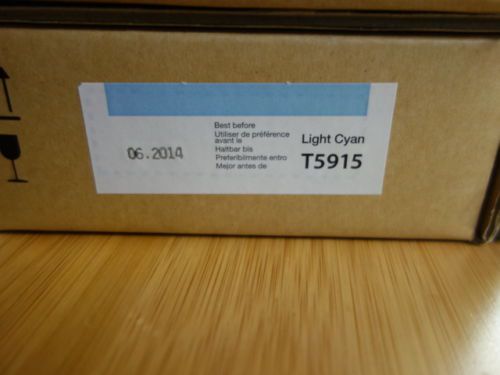 Best before
Utiliser de préférence
avant le
Haltbar bis
Preferibilmente entro
Mejor antes de
06.2014
Light Cyan
T5915